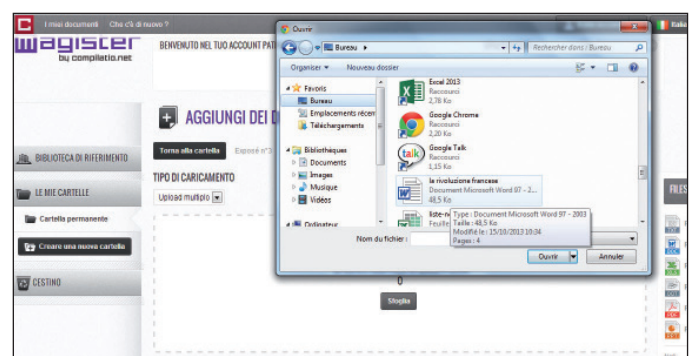 I miei documenti Che c'è di nuovo ?
Italie
magister
by compilatio.net
BENVENUTO NEL TUO ACCOUNT
AGGIUNGI DEI
Torna alla cartella Exposé n°3
TIPO DI CARICAMENTO
Upload multiplo
BIBLIOTECA DI RIFERIMENTO
LE MIE CARTELLE
Cartella permanente
Creare una nuova cartella
CESTINO
Ouvrir
Bureau
Rechercher dans : Bureau
Organiser Nouveau dossier
Favoris
Bureau
Emplacements récen
Téléchargements
Bibliothèques
Documents
Images
Musique
Vidéos
Ordinateur
Excel 2013
Raccourci
2,78 Ko
Google Chrome
Raccourci
2,20 Ko
talk
Google Talk
Raccourci
1,15 Ko
la rivoluzione francese
Document Microsoft Word 97 - 2...
48,5 Ko
Feuille
Type : Document Microsoft Word 97 - 2003
Taille : 48,5 Ko
Modifié le : 15/10/2013 10:34
Pages : 4
Nom du fichier :
Ouvrir Annuler
O
Sfoglia
FILES